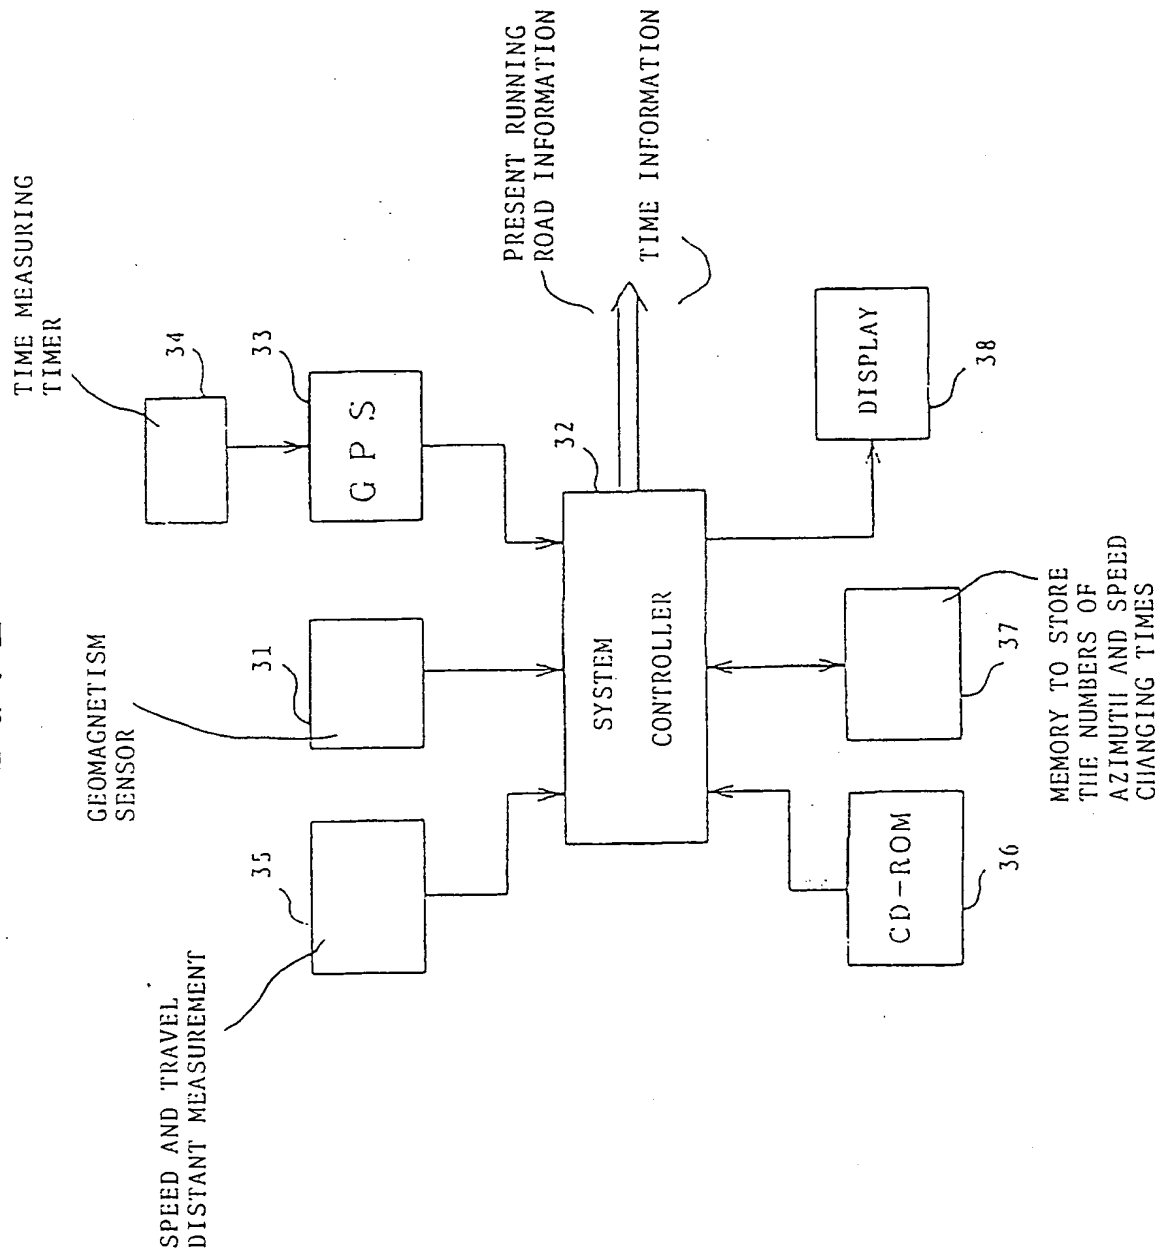 TIME MEASURING
TIMER
GEOMAGNETISM
SENSOR
SPEED AND TRAVEL
DISTANT MEASUREMENT
34
35
31
33
GPS
PRESENT RUNNING
ROAD INFORMATION
32
SYSTEM
CONTROLLER
TIME INFORMATION
DISPLAY
38
CD-ROM
36
37
MEMORY TO STORE
THE NUMBERS OF
AZIMUTH AND SPEED
CHANGING TIMES